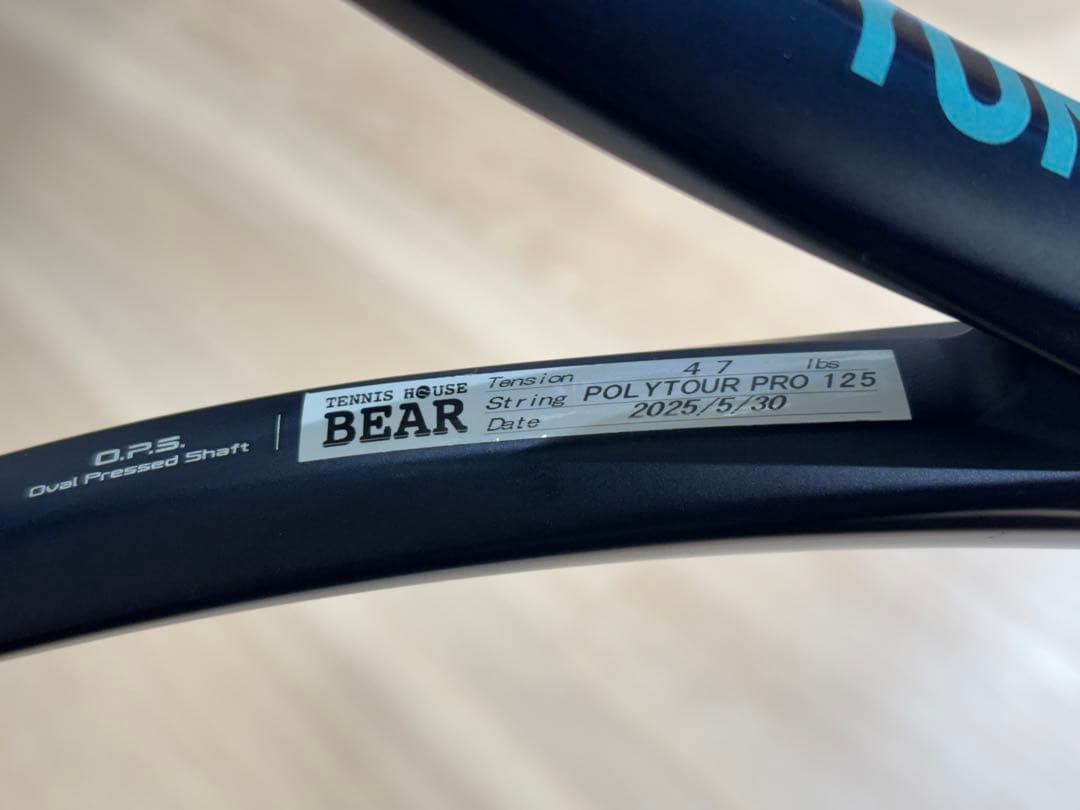 TENNIS HOUSE
BEAR
Tension 47 lbs
String POLYTOUR PRO 125
Date 2025/5/30
O.P.S.
Oval Pressed Shaft